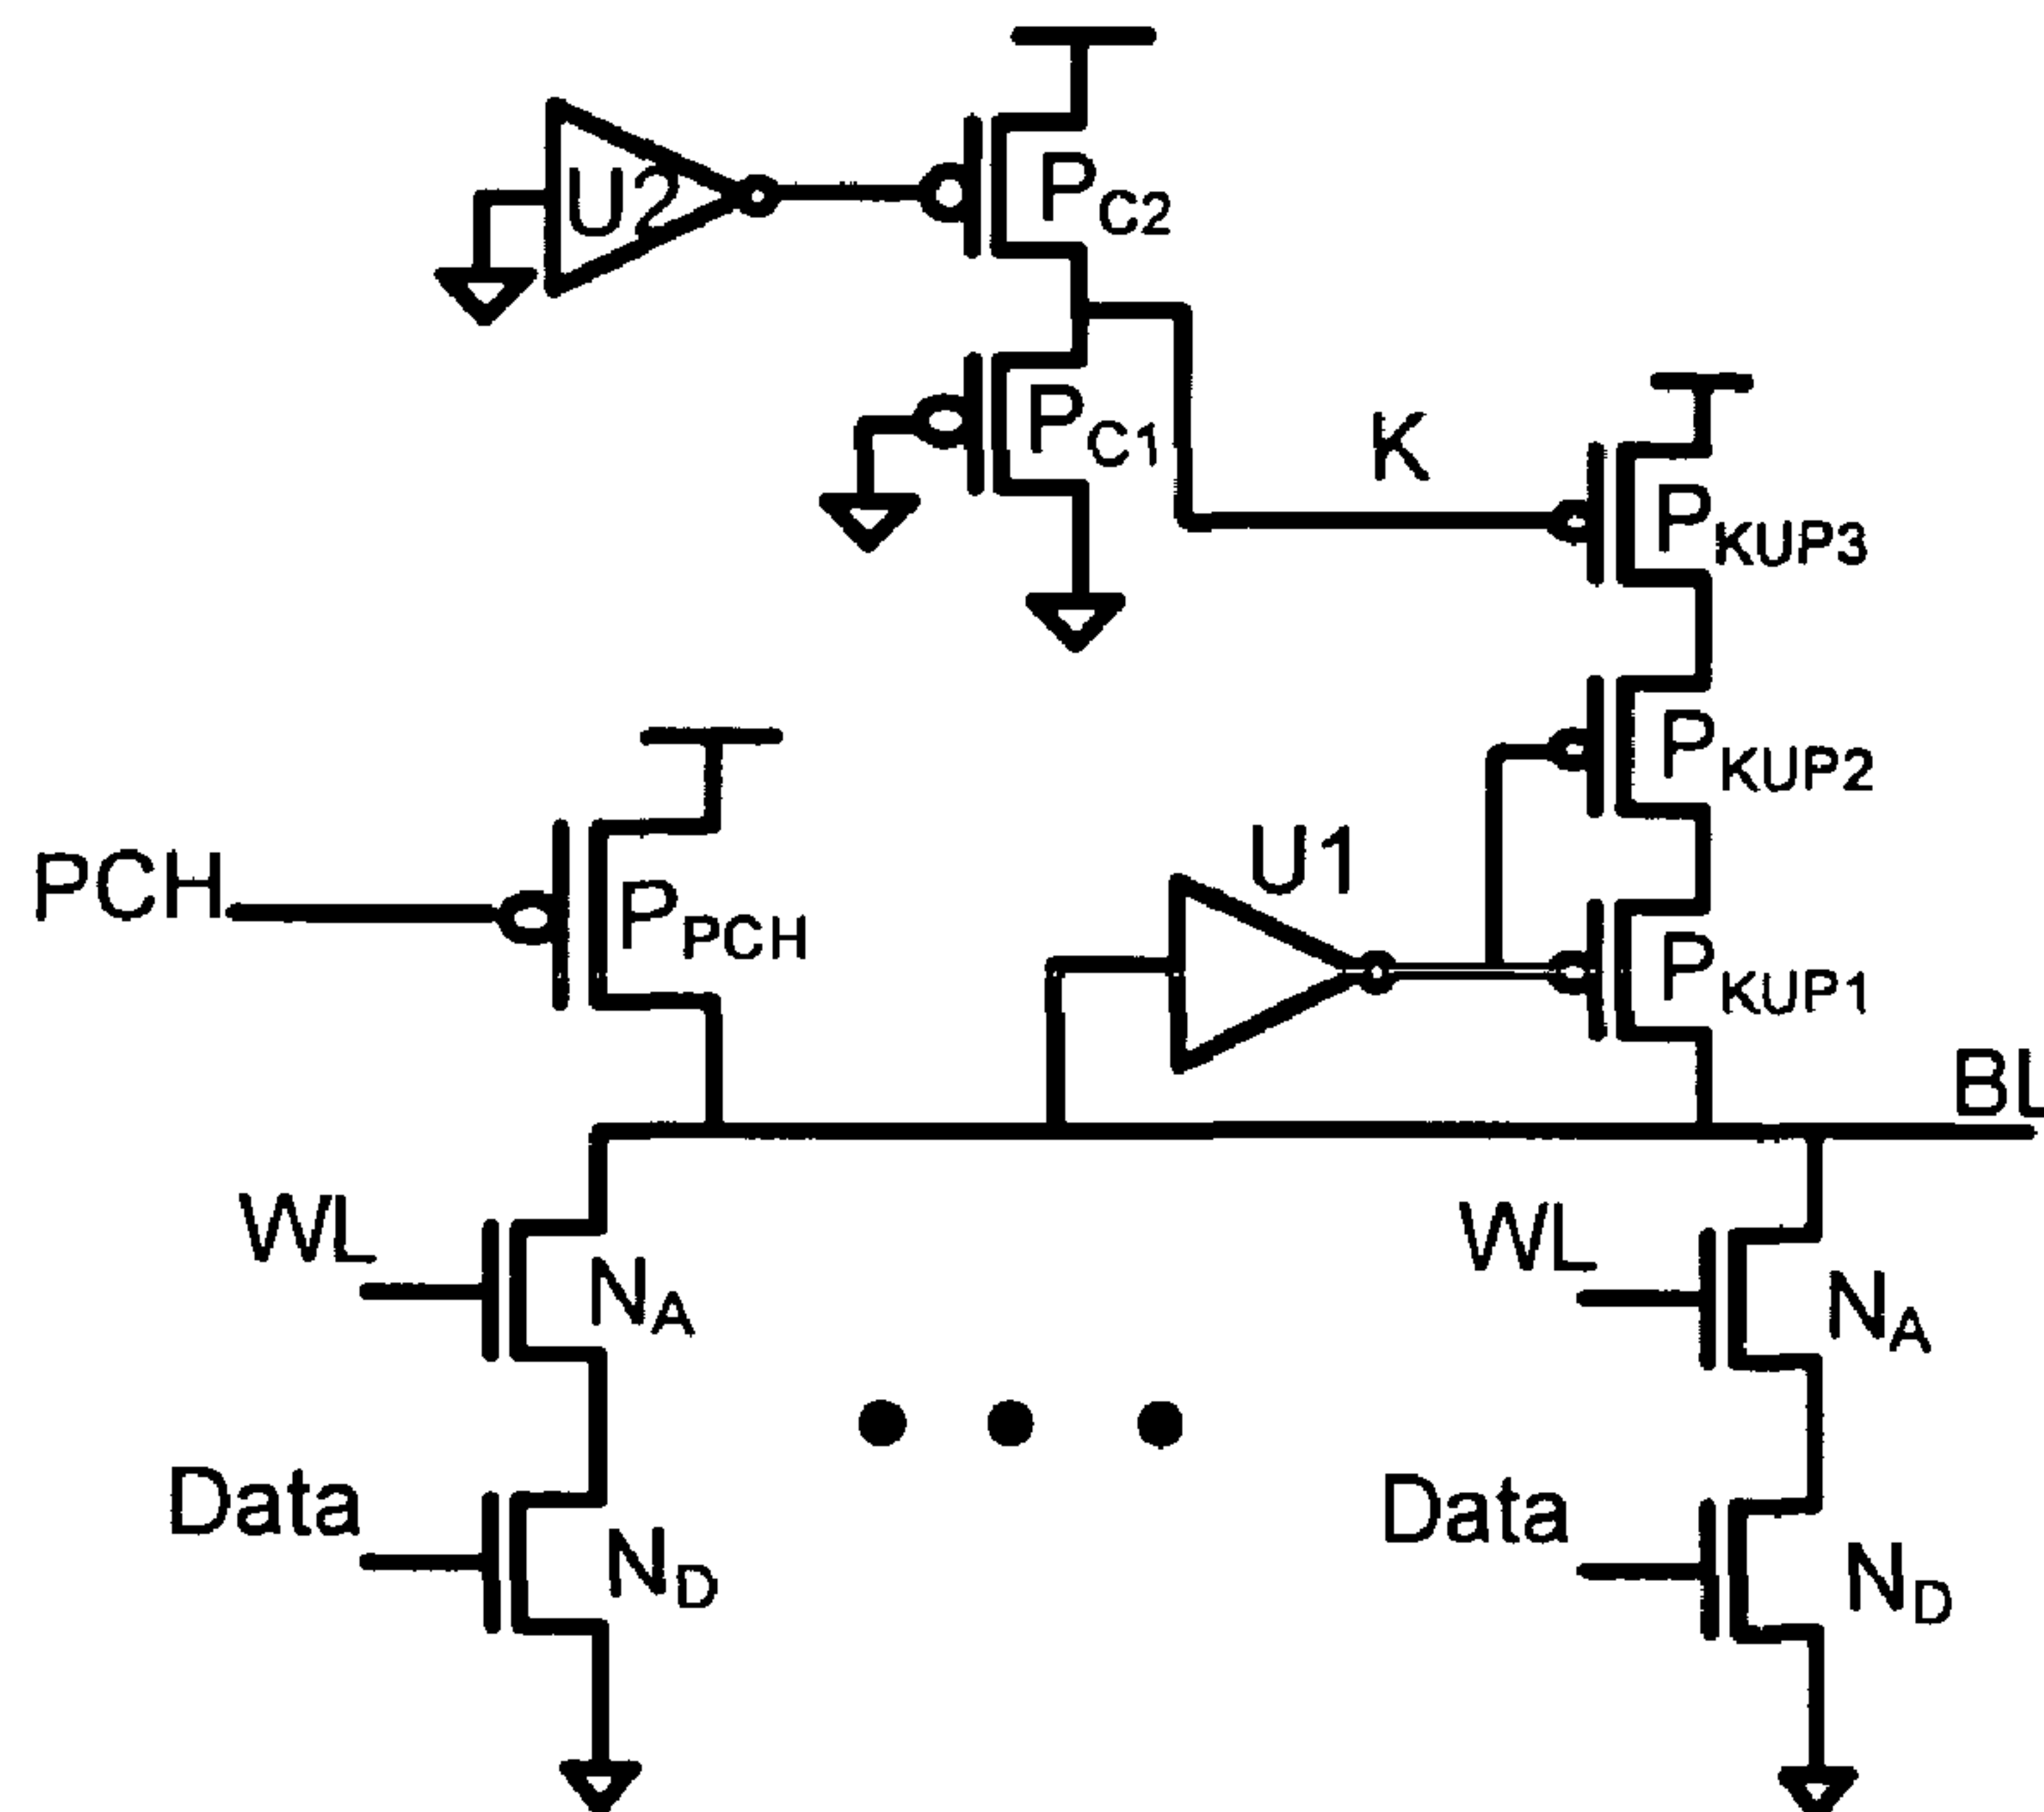 U2
PC2
PC1
K
PKUP3
PKUP2
U1
PCH
PPCH
PKUP1
BL
WL
NA
WL
NA
Data
ND
Data
ND